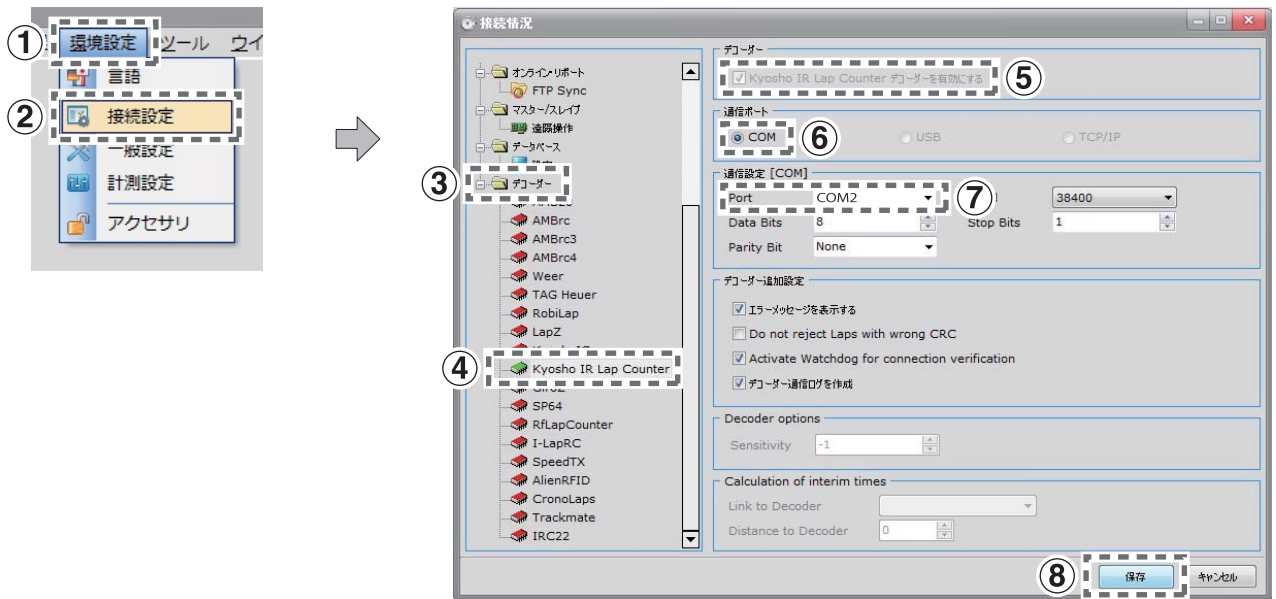 ① 環境設定 ツール ウイ
言語
② 接続設定
一般設定
計測設定
アクセサリ
接続情況
オンライン・リポート
FTP Sync
マスター/スレイブ
遠隔操作
データベース
設定
③ デコーダー
AMBrc
AMBrc3
AMBrc4
Weer
TAG Heuer
RobiLap
LapZ
④ Kyosho IR Lap Counter
SP64
RfLapCounter
I-LapRC
SpeedTX
AlienRFID
CronoLaps
Trackmate
IRC22
デコーダー
Kyosho IR Lap Counter デコーダーを有効にする ⑤
通信ポート
COM ⑥ USB TCP/IP
通信設定 [COM]
Port COM2 ⑦ 38400
Data Bits 8 Stop Bits 1
Parity Bit None
デコーダー追加設定
エラーメッセージを表示する
Do not reject Laps with wrong CRC
Activate Watchdog for connection verification
デコーダー通信ログを作成
Decoder options
Sensitivity -1
Calculation of interim times
Link to Decoder
Distance to Decoder 0
⑧ 保存 キャンセル